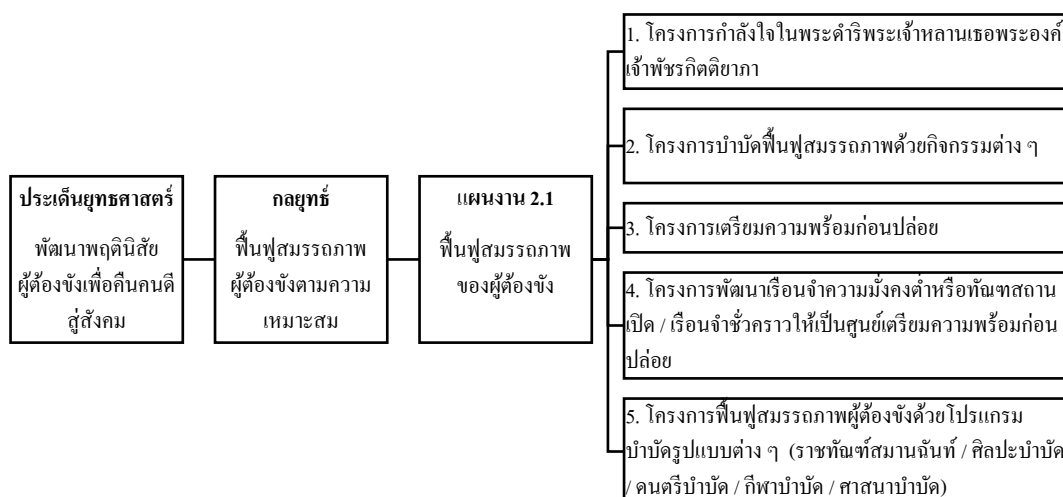 ประเด็นยุทธศาสตร์
พัฒนาพฤตินิสัย
ผู้ต้องขังเพื่อคืนคนดี
สู่สังคม
กลยุทธ์
ฟื้นฟูสมรรถภาพ
ผู้ต้องขังตามความ
เหมาะสม
แผนงาน 2.1
ฟื้นฟูสมรรถภาพ
ของผู้ต้องขัง
1. โครงการกำลังใจในพระดำริพระเจ้าหลานเธอพระองค์
เจ้าพัชรกิตติยาภา
2. โครงการบำบัดฟื้นฟูสมรรถภาพด้วยกิจกรรมต่าง ๆ
3. โครงการเตรียมความพร้อมก่อนปล่อย
4. โครงการพัฒนาเรือนจำความมั่งคงต่ำหรือทัณฑสถาน
เปิด / เรือนจำชั่วคราวให้เป็นศูนย์เตรียมความพร้อมก่อน
ปล่อย
5. โครงการฟื้นฟูสมรรถภาพผู้ต้องขังด้วยโปรแกรม
บำบัดรูปแบบต่าง ๆ (ราชทัณฑ์สมานฉันท์ / ศิลปะบำบัด
/ ดนตรีบำบัด / กีฬาบำบัด / ศาสนาบำบัด)